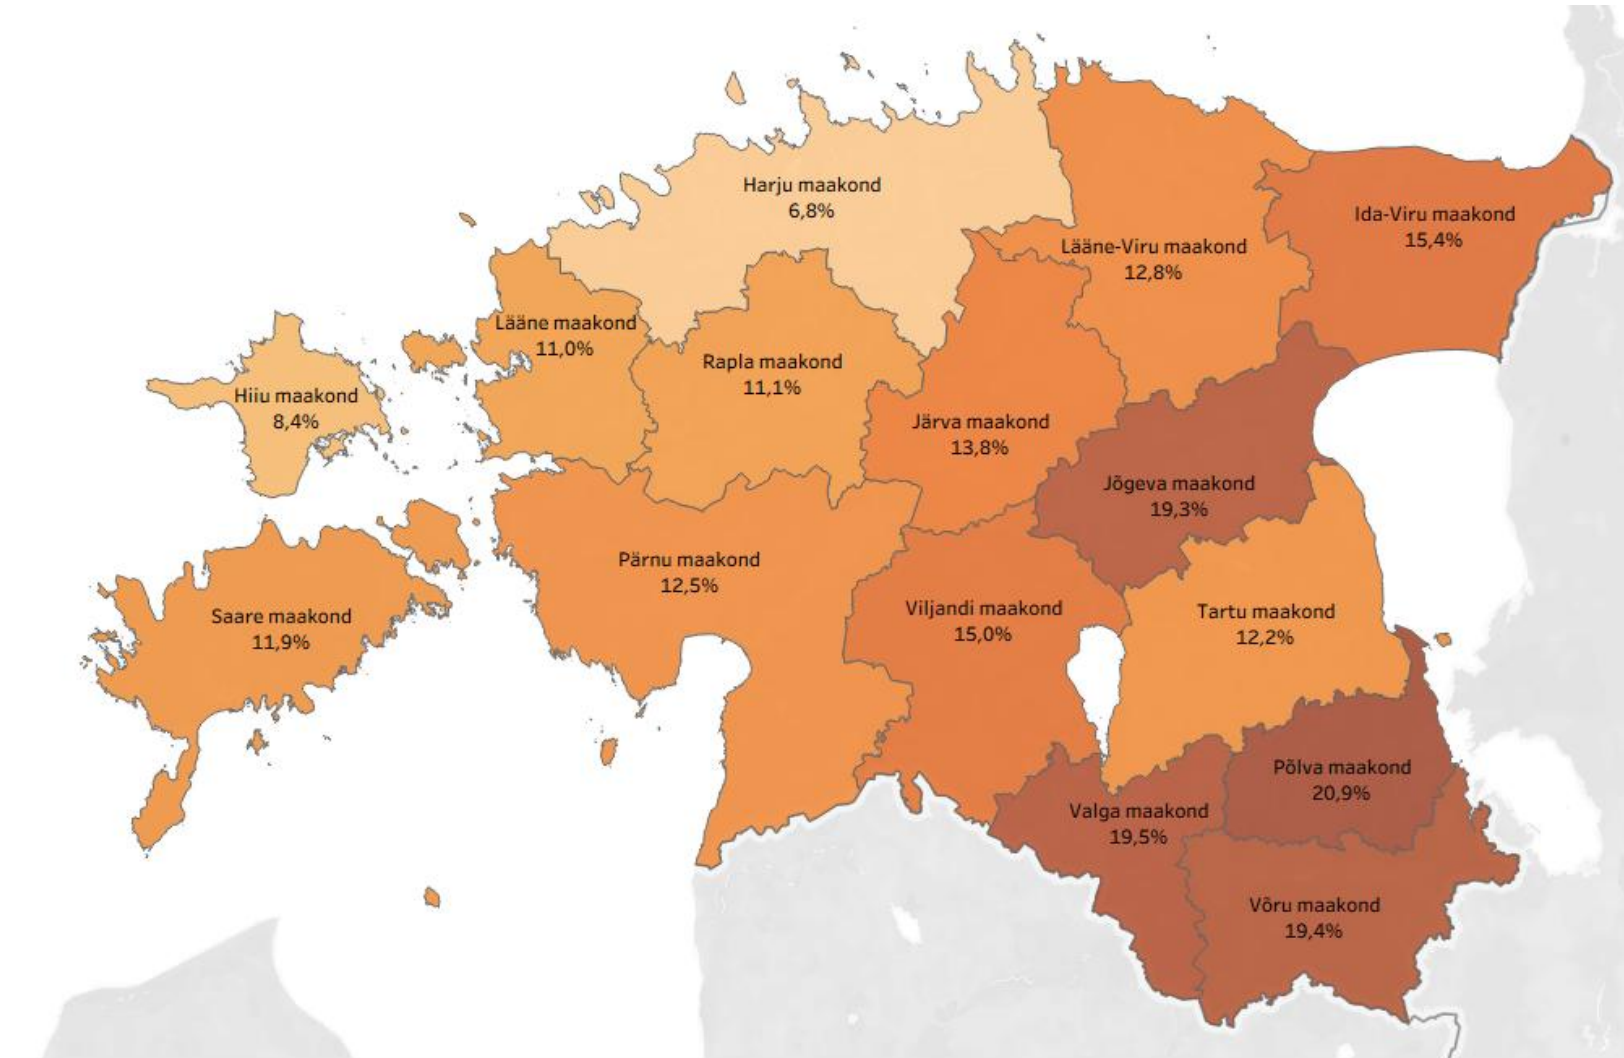 Harju maakond
6,8%
Ida-Viru maakond
15,4%
Lääne-Viru maakond
12,8%
Lääne maakond
11,0%
Rapla maakond
11,1%
Hiiu maakond
8,4%
Järva maakond
13,8%
Jõgeva maakond
19,3%
Pärnu maakond
12,5%
Saare maakond
11,9%
Viljandi maakond
15,0%
Tartu maakond
12,2%
Põlva maakond
20,9%
Valga maakond
19,5%
Võru maakond
19,4%